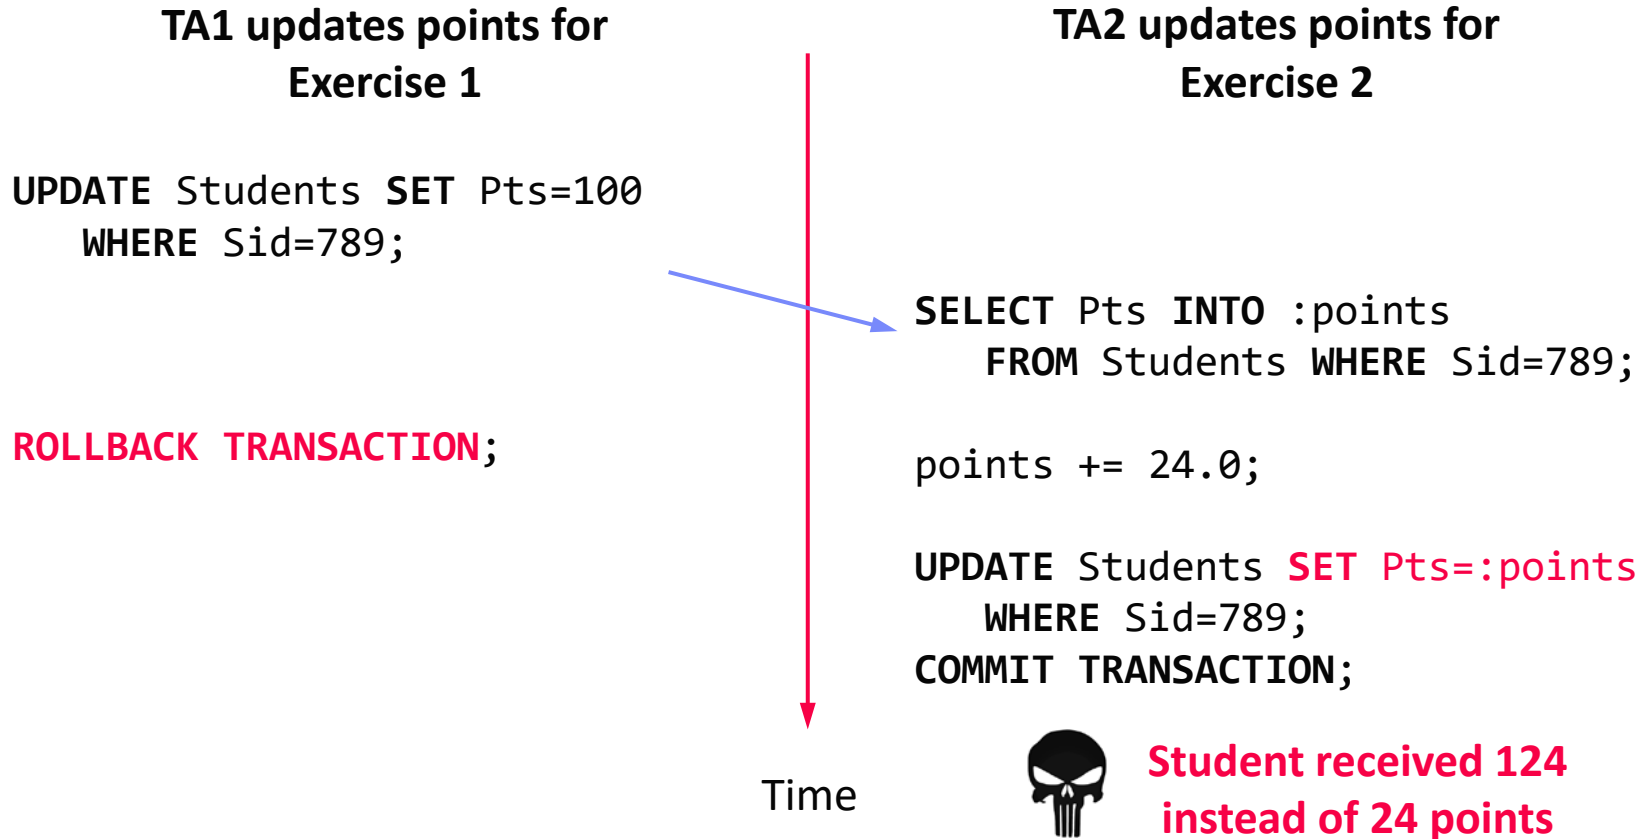 TA1 updates points for
Exercise 1
UPDATE Students SET Pts=100
WHERE Sid=789;
ROLLBACK TRANSACTION;
TA2 updates points for
Exercise 2
SELECT Pts INTO :points
FROM Students WHERE Sid=789;
points += 24.0;
UPDATE Students SET Pts=:points
WHERE Sid=789;
COMMIT TRANSACTION;
Time
Student received 124
instead of 24 points